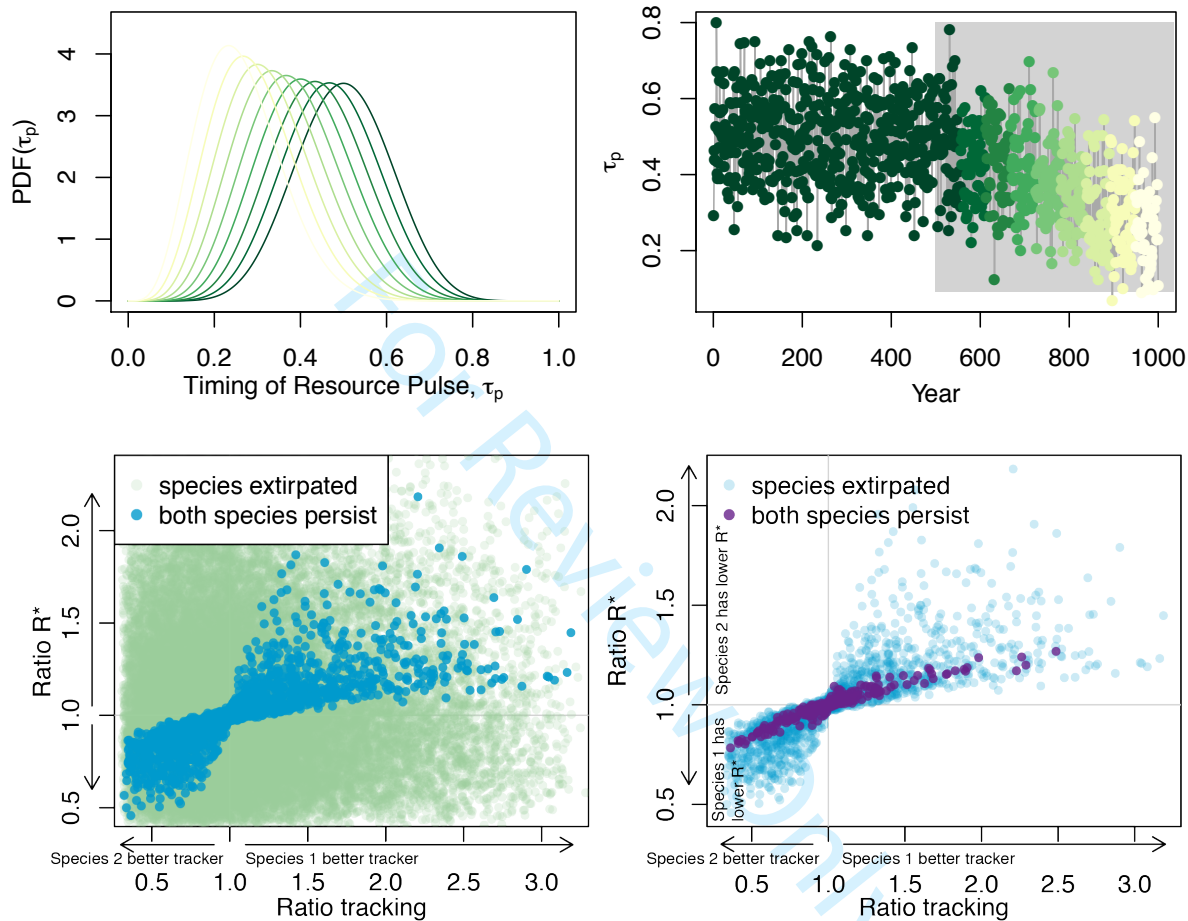 PDF(τp)
4
3
2
1
0
0.0 0.2 0.4 0.6 0.8 1.0
Timing of Resource Pulse, τp
τp
0.8
0.6
0.4
0.2
0 200 400 600 800 1000
Year
species extirpated
both species persist
Ratio R*
2.0
1.5
1.0
0.5
Species 2 better tracker
Species 1 better tracker
0.5 1.0 1.5 2.0 2.5 3.0
Ratio tracking
species extirpated
both species persist
Ratio R*
2.0
1.5
1.0
0.5
Species 2 has lower R*
Species 1 has
lower R*
Species 2 better tracker
Species 1 better tracker
0.5 1.0 1.5 2.0 2.5 3.0
Ratio tracking
For Review Only